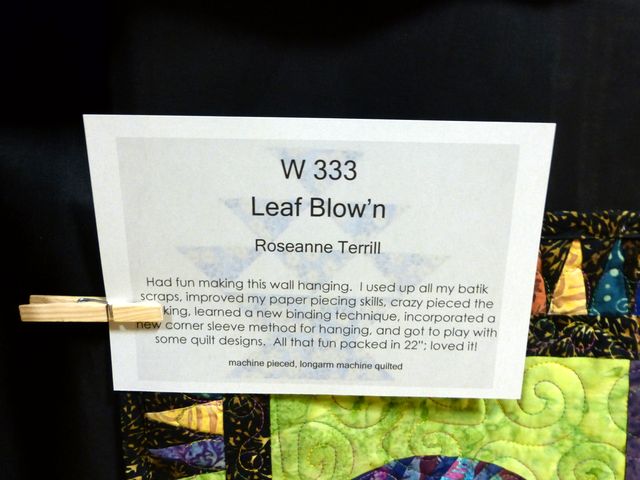 W 333
Leaf Blow'n
Roseanne Terrill
Had fun making this wall hanging. I used up all my batik
scraps, improved my paper piecing skills, crazy pieced the
king, learned a new binding technique, incorporated a
new corner sleeve method for hanging, and got to play with
some quilt designs. All that fun packed in 22"; loved it!
machine pieced, longarm machine quilted